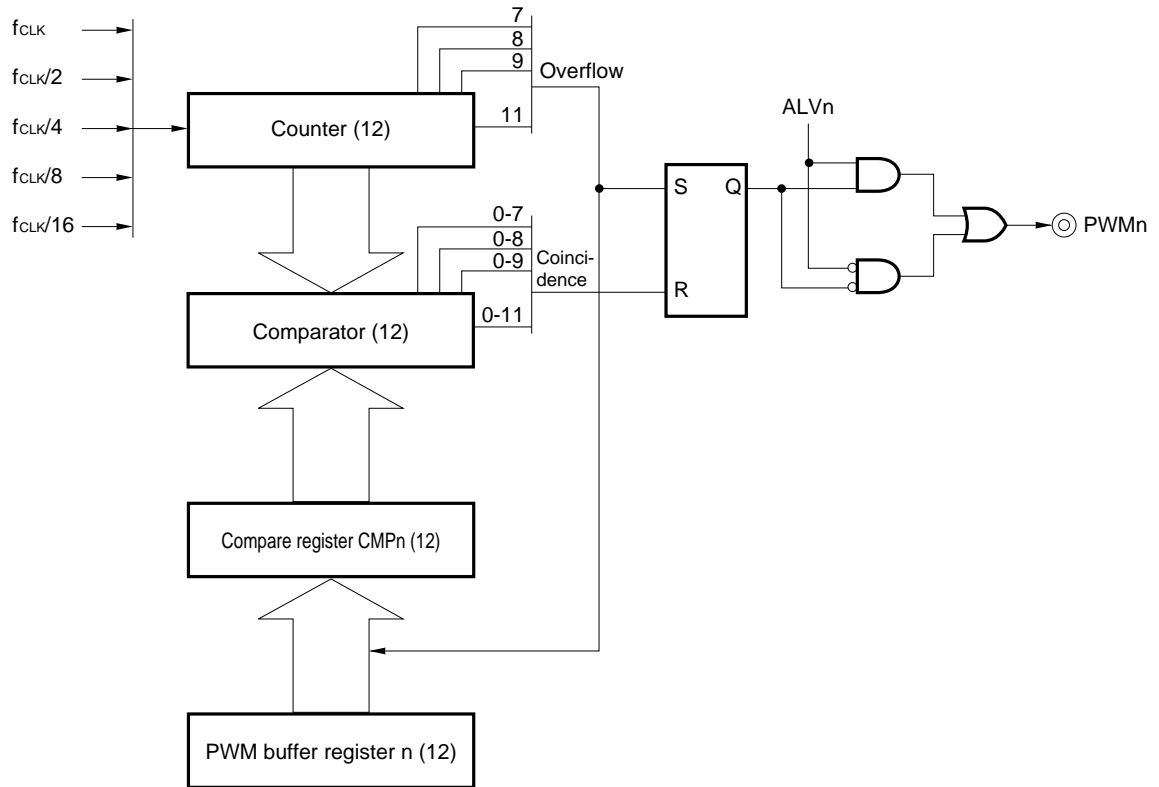 fCLK
fCLK/2
fCLK/4
fCLK/8
fCLK/16
Counter (12)
7
8
9
11
Overflow
Comparator (12)
0-7
0-8
0-9
0-11
Coinci-
dence
S
Q
R
ALVn
PWMn
Compare register CMPn (12)
PWM buffer register n (12)